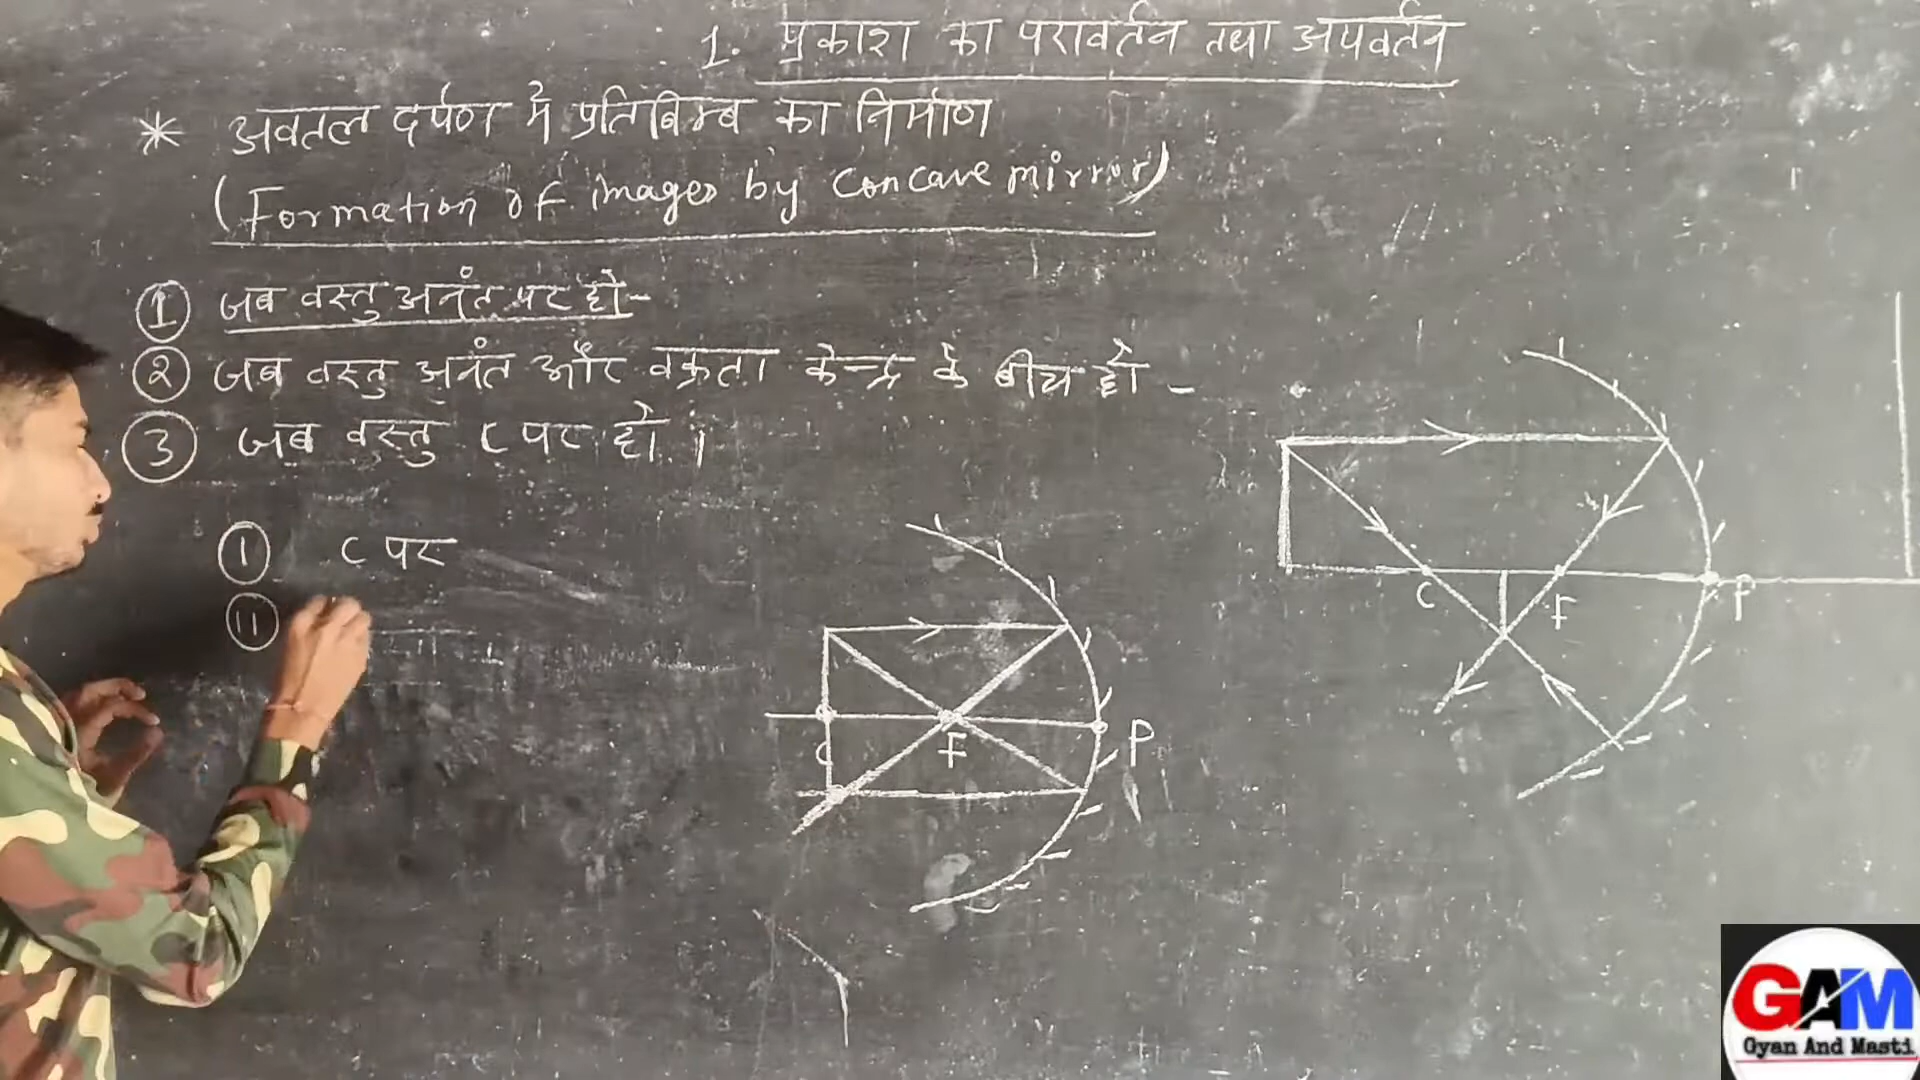 1. प्रकाश का परावर्तन तथा अपवर्तन
* अवतल दर्पण में प्रतिबिम्ब का निर्माण
(Formation of images by Concave mirror)
① जब वस्तु अनंत पर हो-
② जब वस्तु अनंत और वक्रता केन्द्र के बीच हो -
③ जब वस्तु C पर हो ।
① C पर
⑪
C F P
C F P
GAM
Gyan And Masti